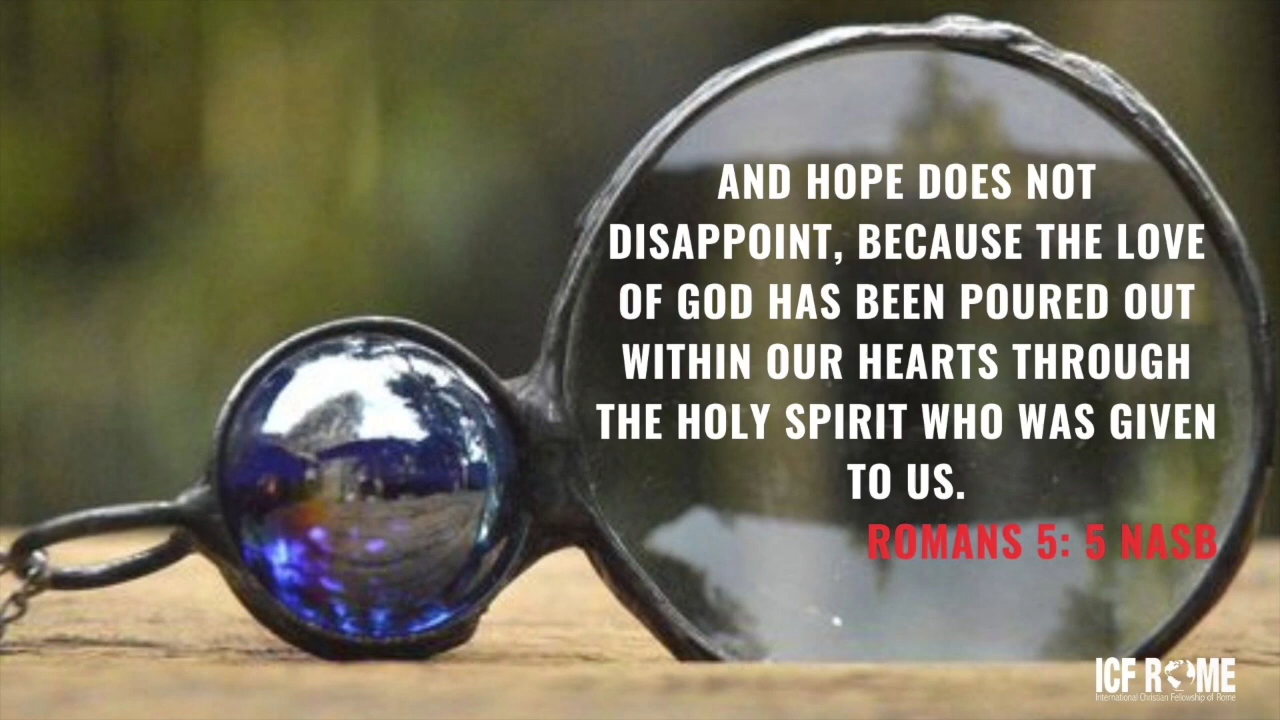 AND HOPE DOES NOT
DISAPPOINT, BECAUSE THE LOVE
OF GOD HAS BEEN POURED OUT
WITHIN OUR HEARTS THROUGH
THE HOLY SPIRIT WHO WAS GIVEN
TO US.
ROMANS 5: 5 NASB
ICF ROME
International Christian Fellowship of Rome